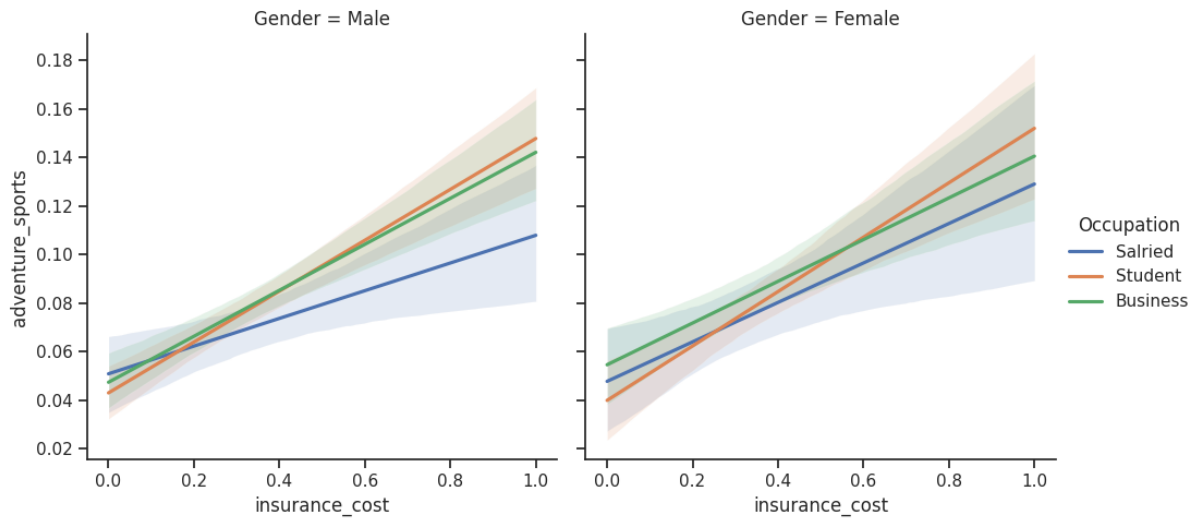 Gender = Male
Gender = Female
0.18
0.16
0.14
0.12
0.10
0.08
0.06
0.04
0.02
adventure_sports
0.0 0.2 0.4 0.6 0.8 1.0
0.0 0.2 0.4 0.6 0.8 1.0
insurance_cost
insurance_cost
Occupation
Salried
Student
Business